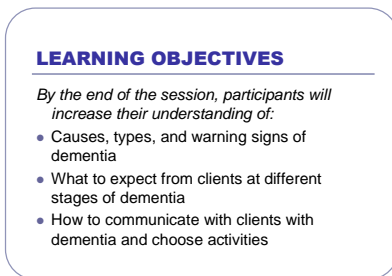 LEARNING OBJECTIVES
By the end of the session, participants will
increase their understanding of:
● Causes, types, and warning signs of
dementia
● What to expect from clients at different
stages of dementia
● How to communicate with clients with
dementia and choose activities